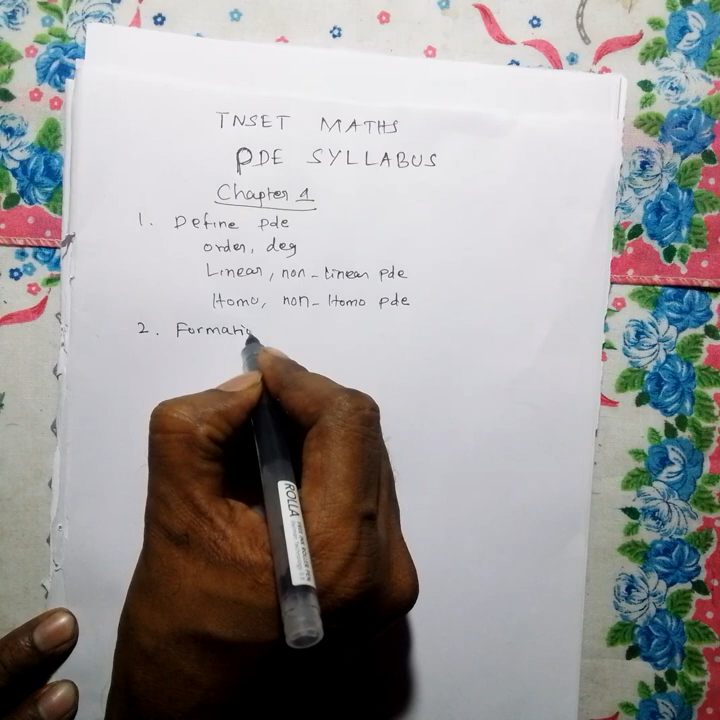 TNSET MATHS
PDE SYLLABUS
Chapter 1
1. Define pde
order, deg
Linear, non-linear pde
Homo, non-Homo pde
2. Formatio
ROLLA